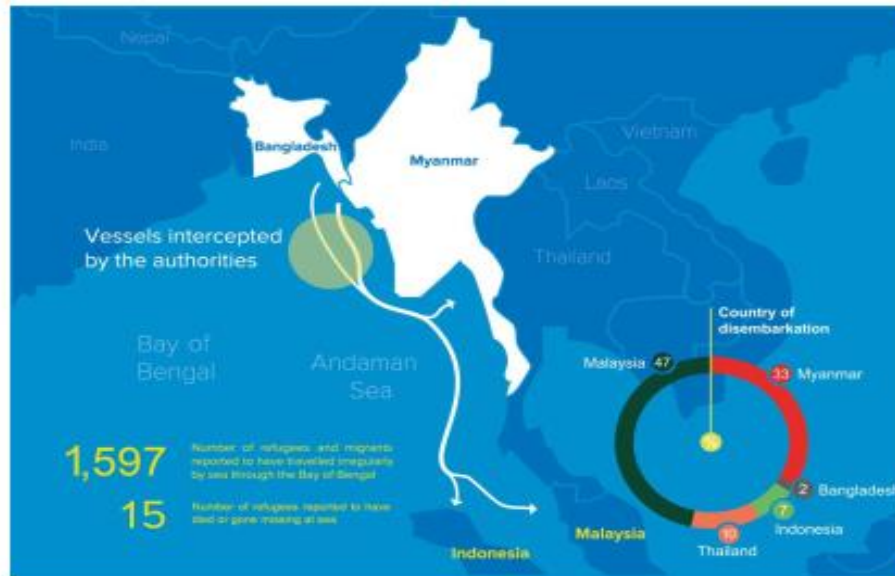 Nepal
India
Bangladesh
Myanmar
Vietnam
Laos
Thailand
Vessels intercepted
by the authorities
Bay of
Bengal
Andaman
Sea
Country of
disembarkation
Malaysia 47
33 Myanmar
%
2 Bangladesh
7
Indonesia
10
Thailand
1,597
Number of refugees and migrants
reported to have travelled irregularly
by sea through the Bay of Bengal
15
Number of refugees reported to have
died or gone missing at sea
Indonesia
Malaysia